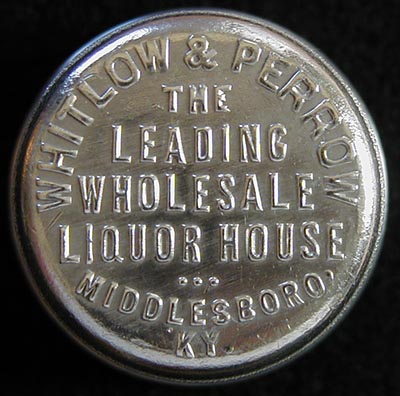 WHITLOW & PERROW
THE
LEADING
WHOLESALE
LIQUOR HOUSE
...
MIDDLESBORO,
KY.